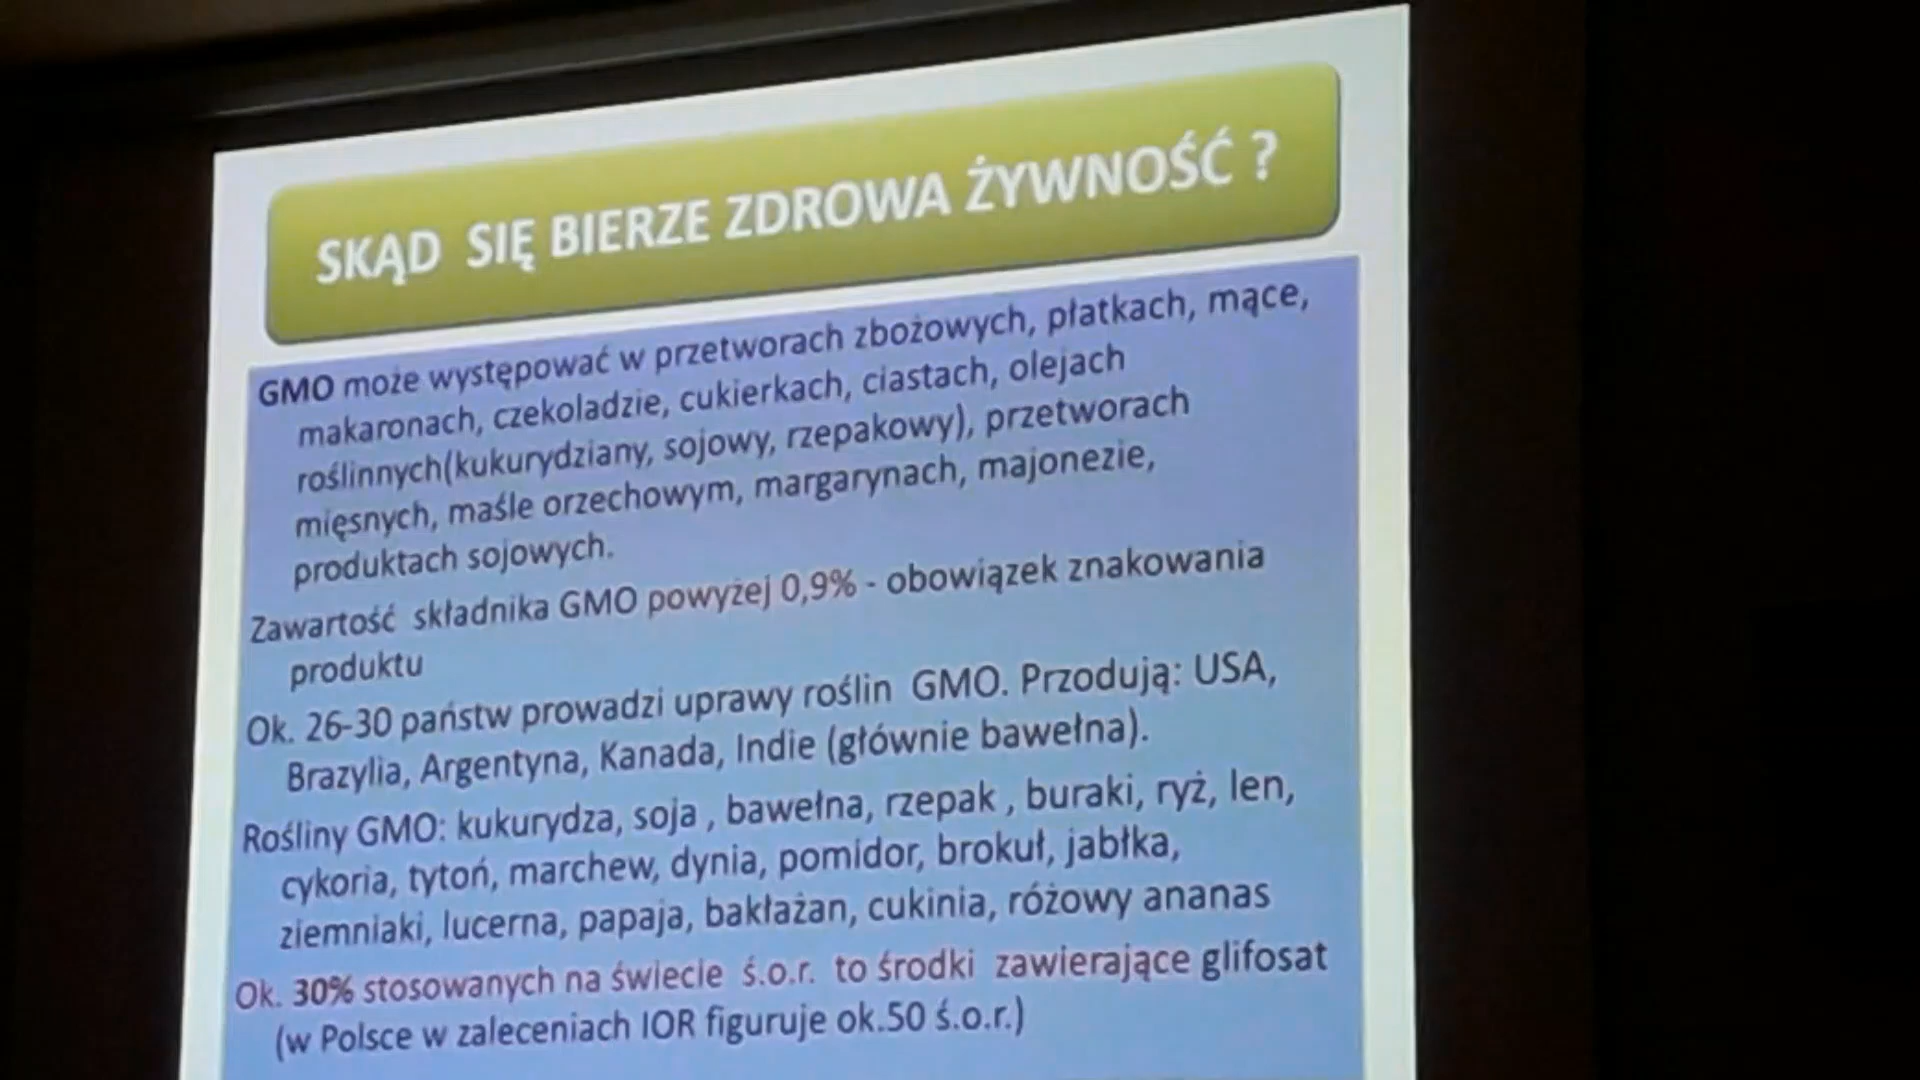 SKĄD SIĘ BIERZE ZDROWA ŻYWNOŚĆ ?
GMO może występować w przetworach zbożowych, płatkach, mące,
makaronach, czekoladzie, cukierkach, ciastach, olejach
roślinnych(kukurydziany, sojowy, rzepakowy), przetworach
mięsnych, maśle orzechowym, margarynach, majonezie,
produktach sojowych.
Zawartość składnika GMO powyżej 0,9% - obowiązek znakowania
produktu
Ok. 26-30 państw prowadzi uprawy roślin GMO. Przodują: USA,
Brazylia, Argentyna, Kanada, Indie (głównie bawełna).
Rośliny GMO: kukurydza, soja , bawełna, rzepak , buraki, ryż, len,
cykoria, tytoń, marchew, dynia, pomidor, brokuł, jabłka,
ziemniaki, lucerna, papaja, bakłażan, cukinia, różowy ananas
Ok. 30% stosowanych na świecie ś.o.r. to środki zawierające glifosat
(w Polsce w zaleceniach IOR figuruje ok.50 ś.o.r.)